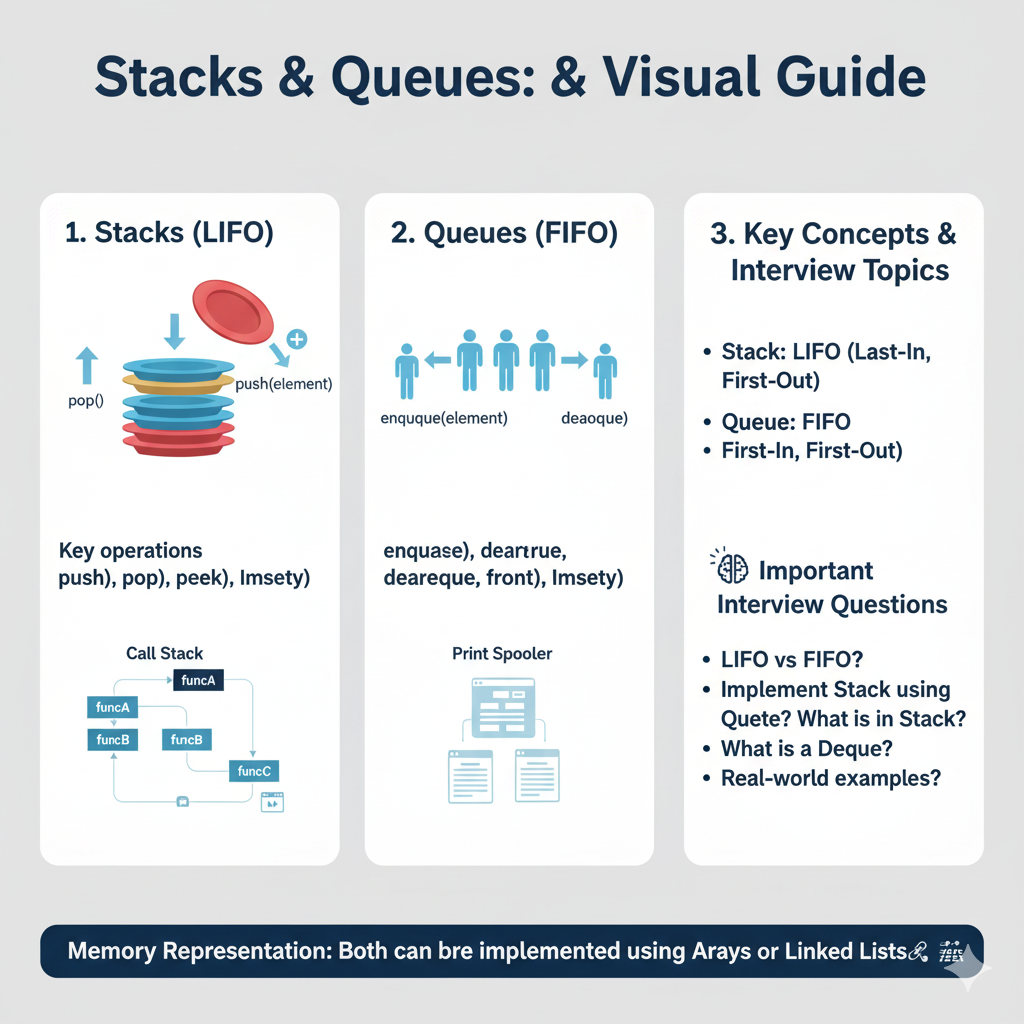 Stacks & Queues: & Visual Guide
1. Stacks (LIFO)
pop()
push(element)
Key operations
push), pop), peek), Imsety)
Call Stack
funcA
funcA
funcB
funcB
funcC
2. Queues (FIFO)
enquque(element)
deaoque)
enquase), deartrue,
deareque, front), Imsety)
Print Spooler
3. Key Concepts &
Interview Topics
• Stack: LIFO (Last-In,
First-Out)
• Queue: FIFO
• First-In, First-Out)
Important
Interview Questions
• LIFO vs FIFO?
• Implement Stack using
Quete? What is in Stack?
• What is a Deque?
• Real-world examples?
Memory Representation: Both can bre implemented using Arays or Linked Lists